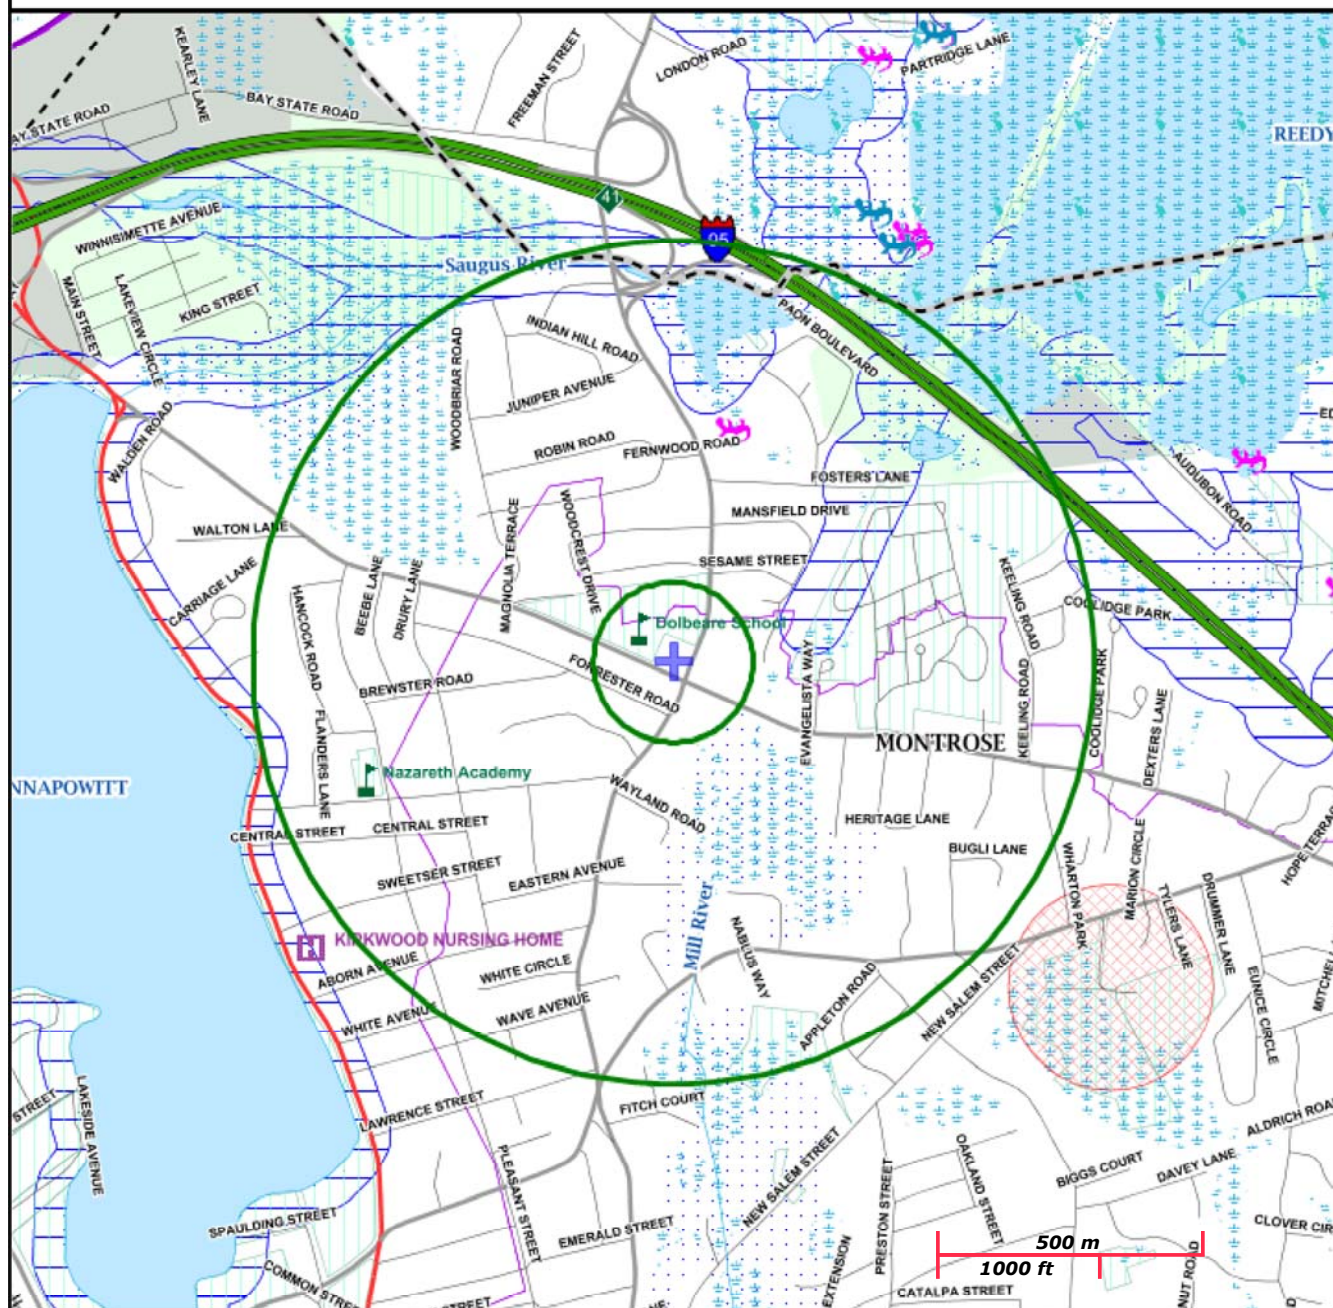 KEARLEY LANE
FREEMAN STREET
LONDON ROAD
PARTRIDGE LANE
BAY STATE ROAD
AY STATE ROAD
REEDY
41
95
WINNISIMETTE AVENUE
Saugus River
MAIN STREET
LAKEVIEW CIRCLE
KING STREET
PAON BOULEVARD
INDIAN HILL ROAD
WOODBRIAR ROAD
JUNIPER AVENUE
WALDEN ROAD
ROBIN ROAD
FERNWOOD ROAD
AUDUBON ROAD
FOSTERS LANE
MANSFIELD DRIVE
WALTON LANE
MAGNOLIA TERRACE
WOODCREST DRIVE
SESAME STREET
CARRIAGE LANE
HANCOCK ROAD
BEEBE LANE
DRURY LANE
KEELING ROAD
COOLIDGE PARK
Dolbeare School
FORRESTER ROAD
BREWSTER ROAD
EVANGELISTA WAY
KEELING ROAD
COOLIDGE PARK
DEXTERS LANE
FLANDERS LANE
MONTROSE
Nazareth Academy
NNAPOWITT
WAYLAND ROAD
CENTRAL STREET
CENTRAL STREET
HERITAGE LANE
BUGLI LANE
HOPE TERRAC
SWEETSER STREET
EASTERN AVENUE
WHARTON PARK
MARION CIRCLE
TYLERS LANE
DRUMMER LANE
Mill River
KIRKWOOD NURSING HOME
NABLUS WAY
ABORN AVENUE
WHITE CIRCLE
APPLETON ROAD
NEW SALEM STREET
EUNICE CIRCLE
MITCHELL
WHITE AVENUE
WAVE AVENUE
STREET
LAKESIDE AVENUE
LAWRENCE STREET
FITCH COURT
ALDRICH ROA
PLEASANT STREET
NEW SALEM STREET
PRESTON STREET
OAKLAND STREET
BIGGS COURT
DAVEY LANE
SPAULDING STREET
EMERALD STREET
CLOVER CIR
500 m
1000 ft
COMMON STRE
EXTENSION
CATALPA STREET
NUT ROAD
STREET